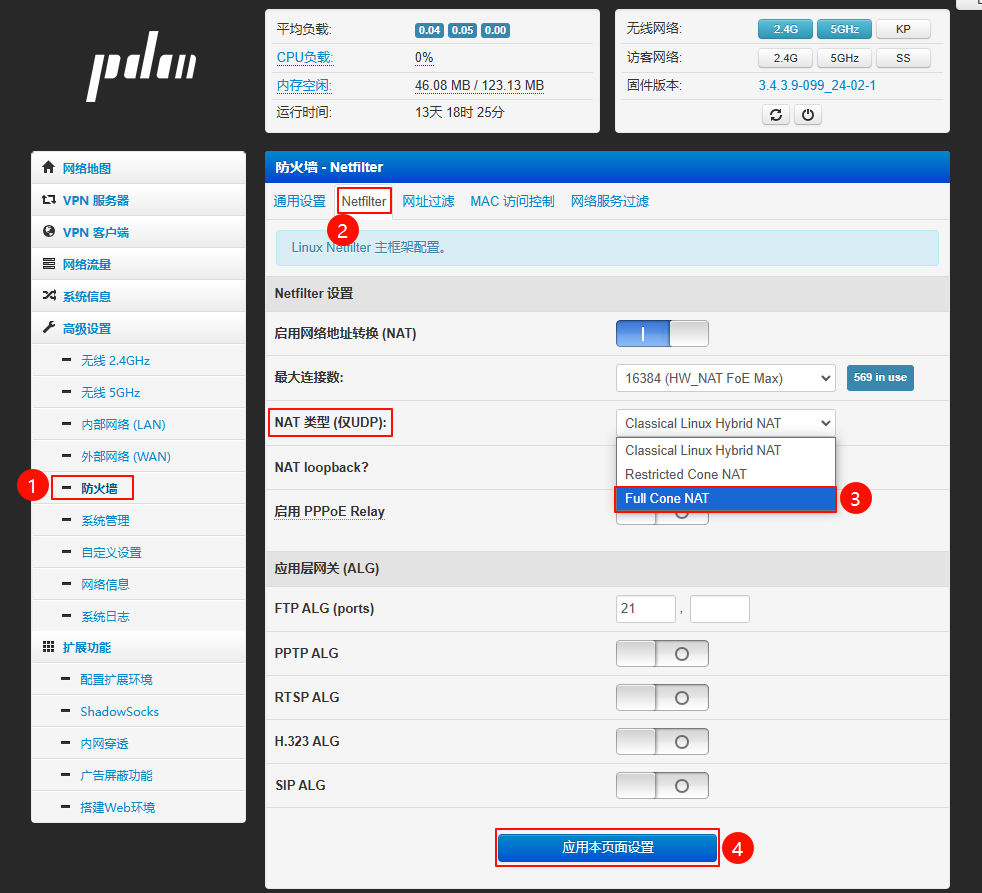 pdcn
平均负载: 0.04 0.05 0.00
CPU负载: 0%
内存空闲: 46.08 MB / 123.13 MB
运行时间: 13天 18时 25分
无线网络: 2.4G 5GHz KP
访客网络: 2.4G 5GHz SS
固件版本: 3.4.3.9-099_24-02-1
网络地图
VPN 服务器
VPN 客户端
网络流量
系统信息
高级设置
无线 2.4GHz
无线 5GHz
内部网络 (LAN)
外部网络 (WAN)
1 防火墙
系统管理
自定义设置
网络信息
系统日志
扩展功能
配置扩展环境
ShadowSocks
内网穿透
广告屏蔽功能
搭建Web环境
防火墙 - Netfilter
通用设置 Netfilter 网址过滤 MAC 访问控制 网络服务过滤
2
Linux Netfilter 主框架配置。
Netfilter 设置
启用网络地址转换 (NAT)
最大连接数: 16384 (HW_NAT FoE Max) 569 in use
NAT 类型 (仅UDP): Classical Linux Hybrid NAT
Classical Linux Hybrid NAT
Restricted Cone NAT
Full Cone NAT 3
NAT loopback?
启用 PPPoE Relay
应用层网关 (ALG)
FTP ALG (ports) 21 ,
PPTP ALG
RTSP ALG
H.323 ALG
SIP ALG
应用本页面设置 4